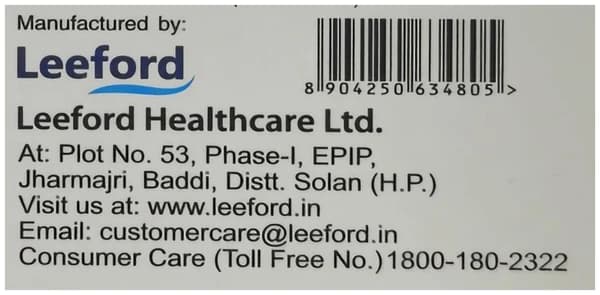 Manufactured by:
Leeford
8 904250 634805 >
Leeford Healthcare Ltd.
At: Plot No. 53, Phase-I, EPIP,
Jharmajri, Baddi, Distt. Solan (H.P.)
Visit us at: www.leeford.in
Email: customercare@leeford.in
Consumer Care (Toll Free No.) 1800-180-2322